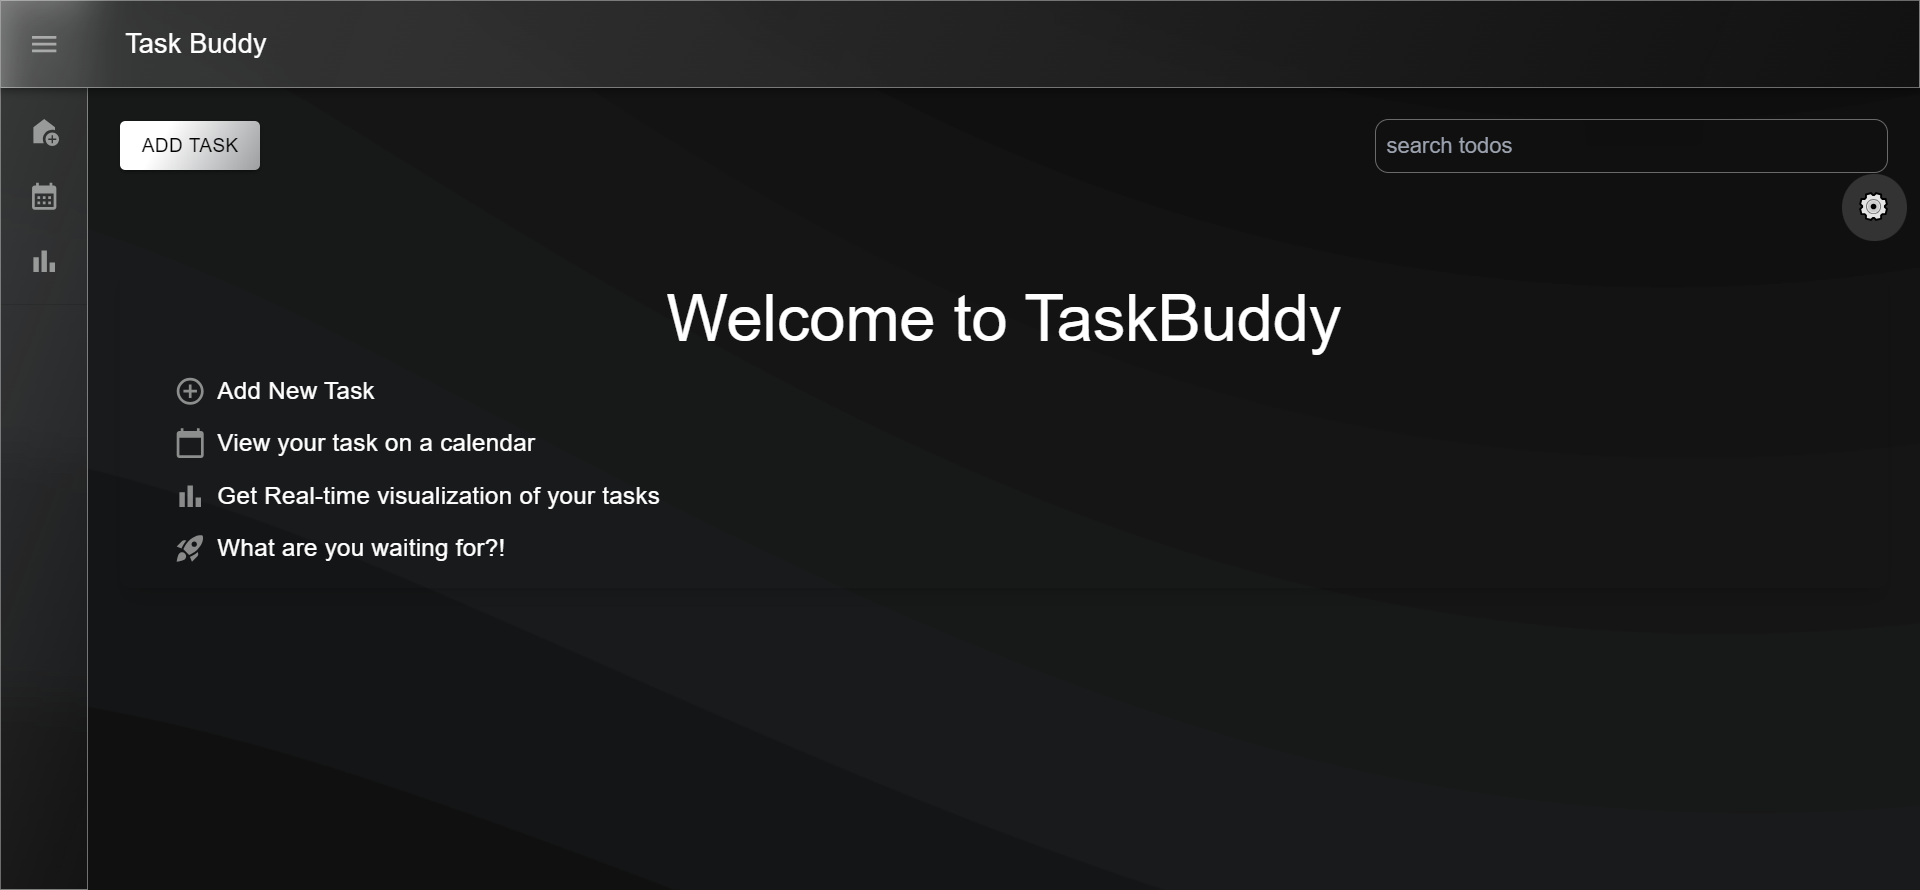 Task Buddy
ADD TASK
search todos
Welcome to TaskBuddy
Add New Task
View your task on a calendar
Get Real-time visualization of your tasks
What are you waiting for?!